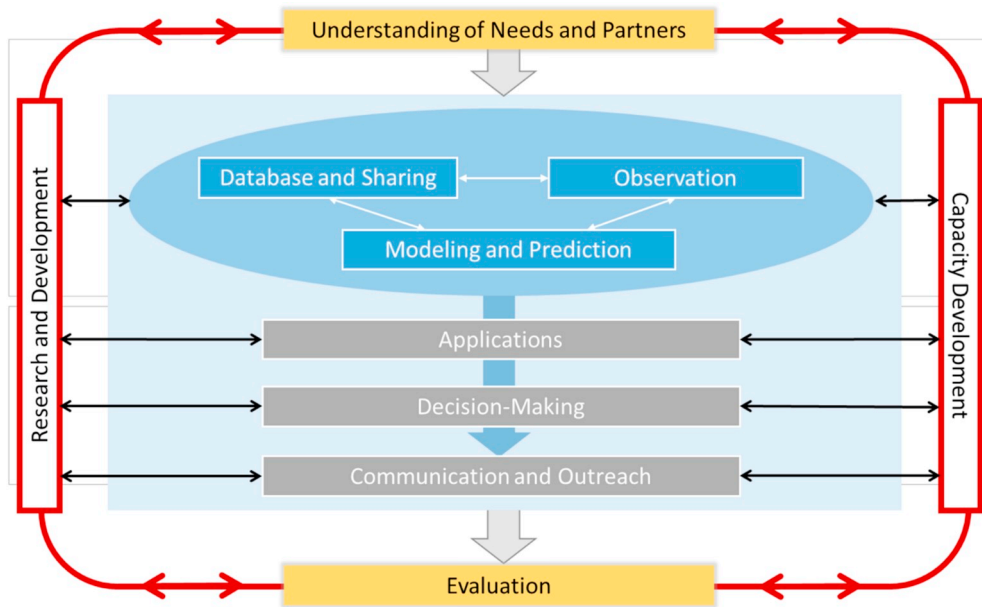 Understanding of Needs and Partners
Research and Development
Database and Sharing
Observation
Modeling and Prediction
Capacity Development
Applications
Decision-Making
Communication and Outreach
Evaluation